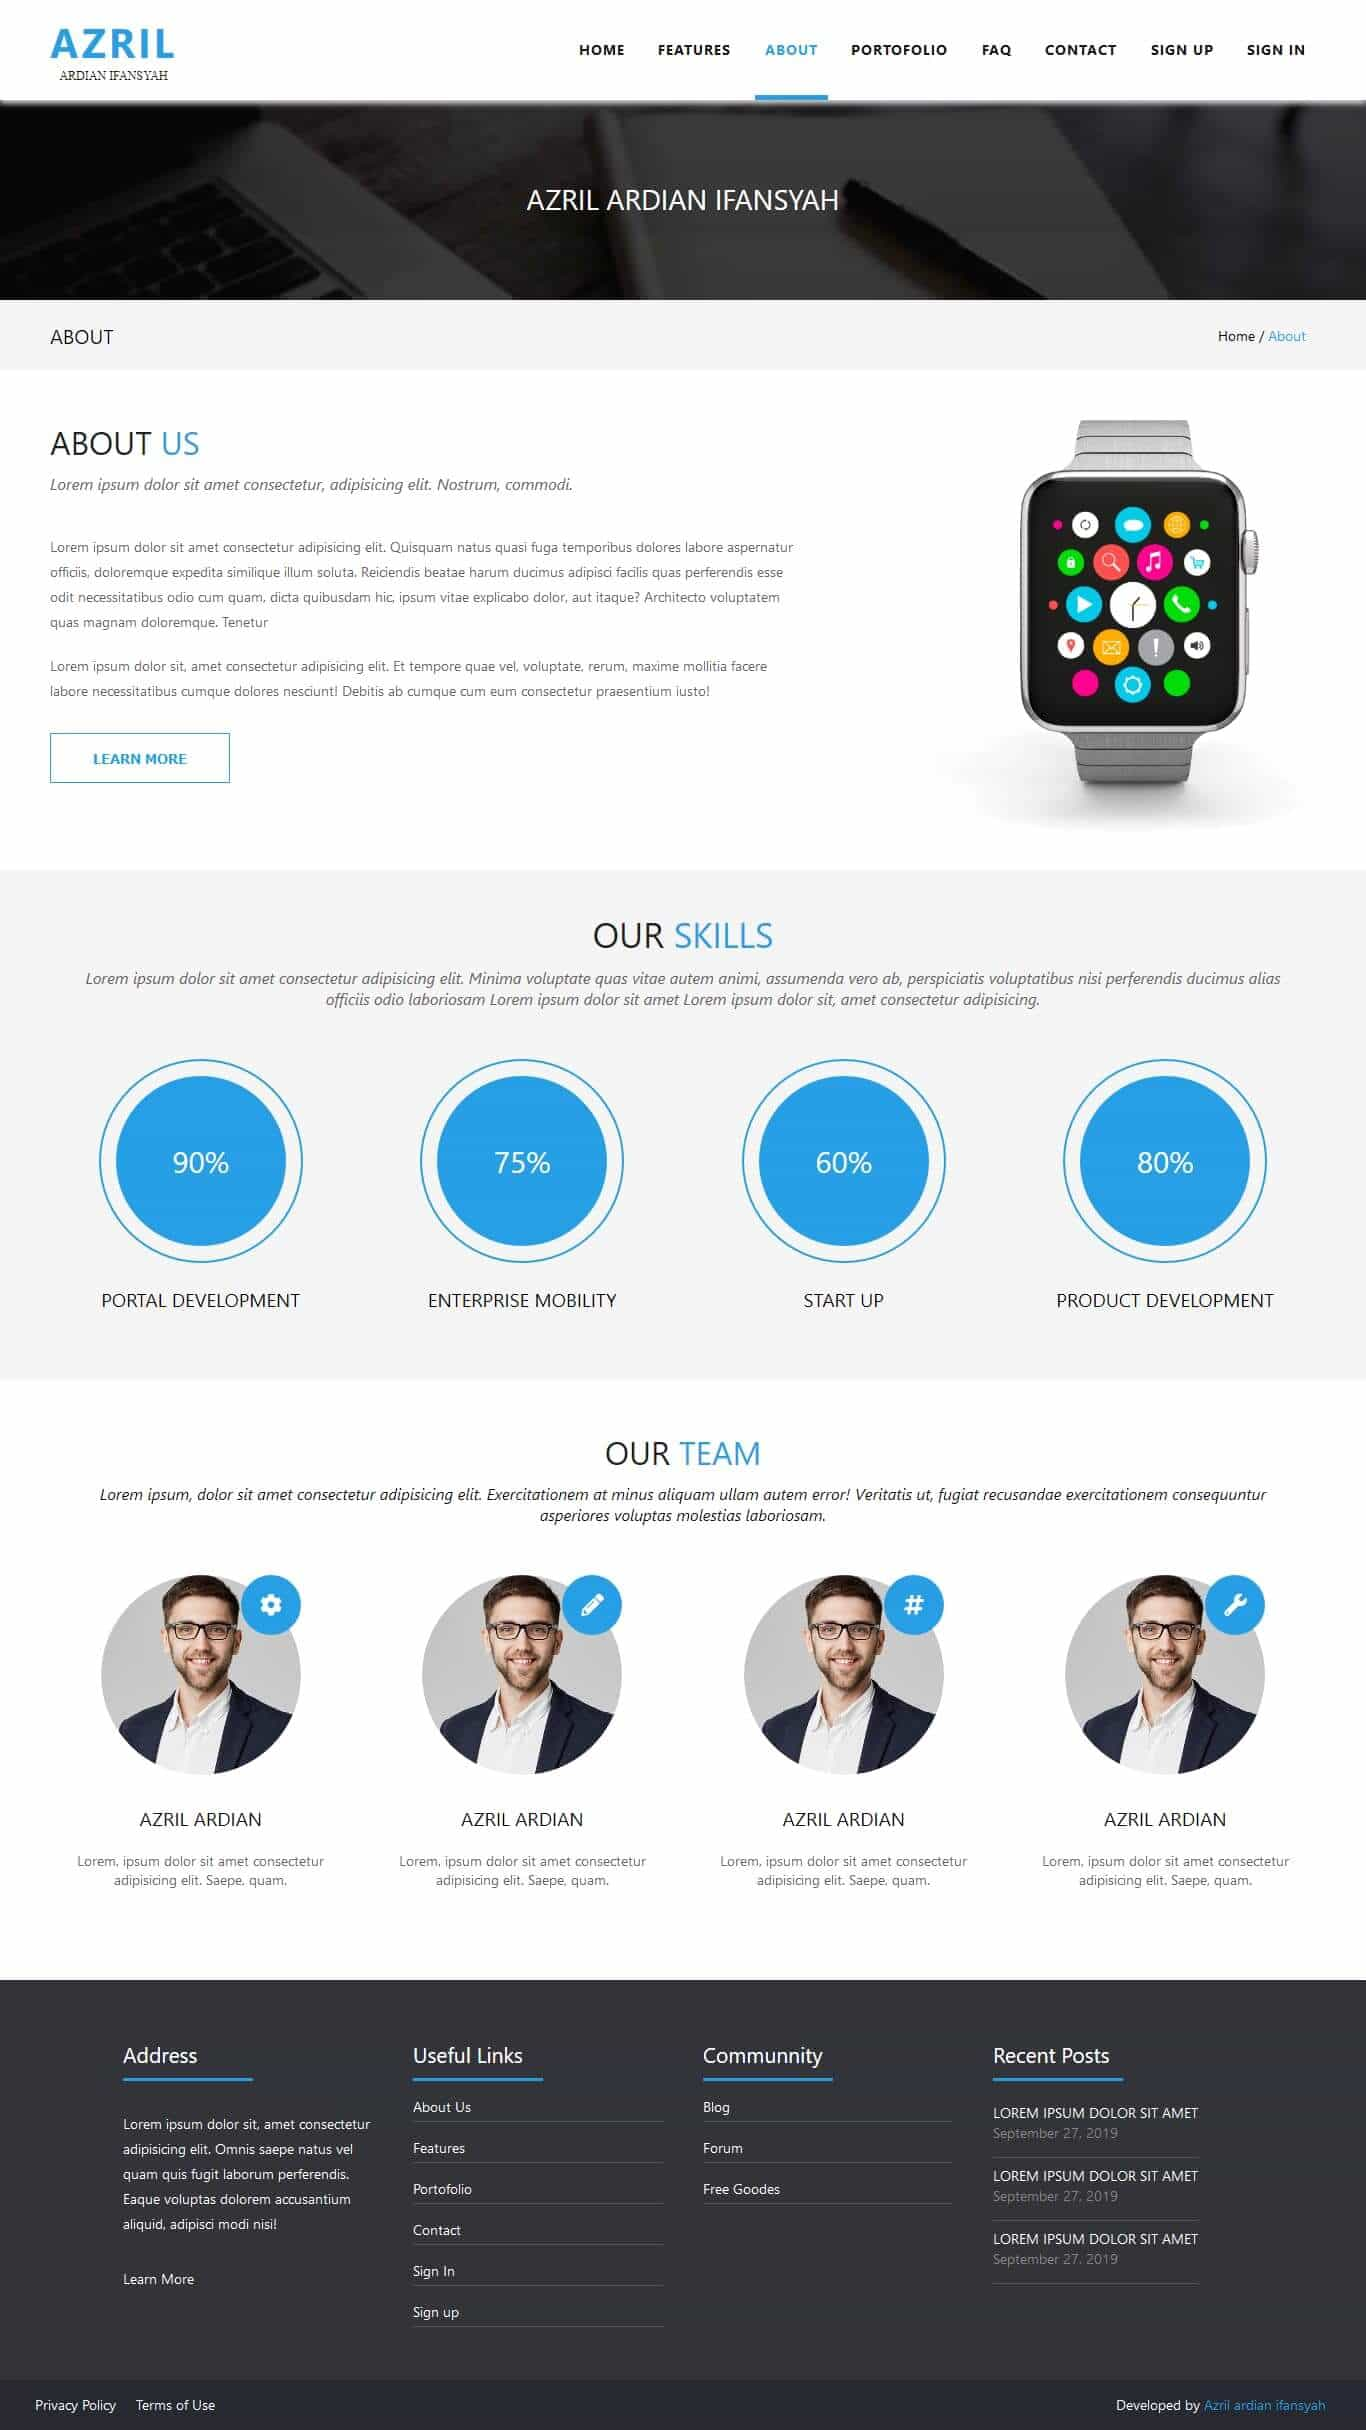 AZRIL
ARDIAN IFANSYAH
HOME FEATURES ABOUT PORTOFOLIO FAQ CONTACT SIGN UP SIGN IN
AZRIL ARDIAN IFANSYAH
ABOUT
Home / About
ABOUT US
Lorem ipsum dolor sit amet consectetur, adipisicing elit. Nostrum, commodi.
Lorem ipsum dolor sit amet consectetur adipisicing elit. Quisquam natus quasi fuga temporibus dolores labore aspernatur
officiis, doloremque expedita similique illum soluta. Reiciendis beatae harum ducimus adipisci facilis quas perferendis esse
odit necessitatibus odio cum quam, dicta quibusdam hic, ipsum vitae explicabo dolor, aut itaque? Architecto voluptatem
quas magnam doloremque. Tenetur
Lorem ipsum dolor sit, amet consectetur adipisicing elit. Et tempore quae vel, voluptate, rerum, maxime mollitia facere
labore necessitatibus cumque dolores nesciunt! Debitis ab cumque cum eum consectetur praesentium iusto!
LEARN MORE
OUR SKILLS
Lorem ipsum dolor sit amet consectetur adipisicing elit. Minima voluptate quas vitae autem animi, assumenda vero ab, perspiciatis voluptatibus nisi perferendis ducimus alias
officiis odio laboriosam Lorem ipsum dolor sit amet Lorem ipsum dolor sit, amet consectetur adipisicing.
90%
75%
60%
80%
PORTAL DEVELOPMENT
ENTERPRISE MOBILITY
START UP
PRODUCT DEVELOPMENT
OUR TEAM
Lorem ipsum, dolor sit amet consectetur adipisicing elit. Exercitationem at minus aliquam ullam autem error! Veritatis ut, fugiat recusandae exercitationem consequuntur
asperiores voluptas molestias laboriosam.
#
AZRIL ARDIAN
Lorem, ipsum dolor sit amet consectetur
adipisicing elit. Saepe, quam.
AZRIL ARDIAN
Lorem, ipsum dolor sit amet consectetur
adipisicing elit. Saepe, quam.
AZRIL ARDIAN
Lorem, ipsum dolor sit amet consectetur
adipisicing elit. Saepe, quam.
AZRIL ARDIAN
Lorem, ipsum dolor sit amet consectetur
adipisicing elit. Saepe, quam.
Address
Lorem ipsum dolor sit, amet consectetur
adipisicing elit. Omnis saepe natus vel
quam quis fugit laborum perferendis.
Eaque voluptas dolorem accusantium
aliquid, adipisci modi nisi!
Learn More
Useful Links
About Us
Features
Portofolio
Contact
Sign In
Sign up
Communnity
Blog
Forum
Free Goodes
Recent Posts
LOREM IPSUM DOLOR SIT AMET
September 27, 2019
LOREM IPSUM DOLOR SIT AMET
September 27, 2019
LOREM IPSUM DOLOR SIT AMET
September 27, 2019
Privacy Policy Terms of Use
Developed by Azril ardian ifansyah